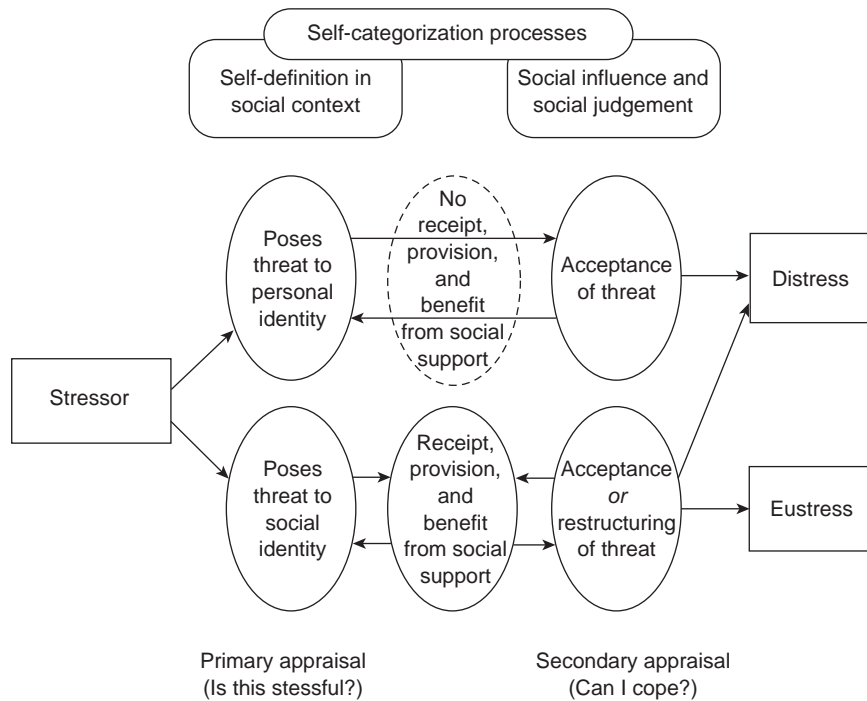 Self-categorization processes
Self-definition in
social context
Social influence and
social judgement
Poses
threat to
personal
identity
No
receipt,
provision,
and
benefit
from social
support
Acceptance
of threat
Distress
Stressor
Poses
threat to
social
identity
Receipt,
provision,
and
benefit
from social
support
Acceptance
or
restructuring
of threat
Eustress
Primary appraisal
(Is this stessful?)
Secondary appraisal
(Can I cope?)